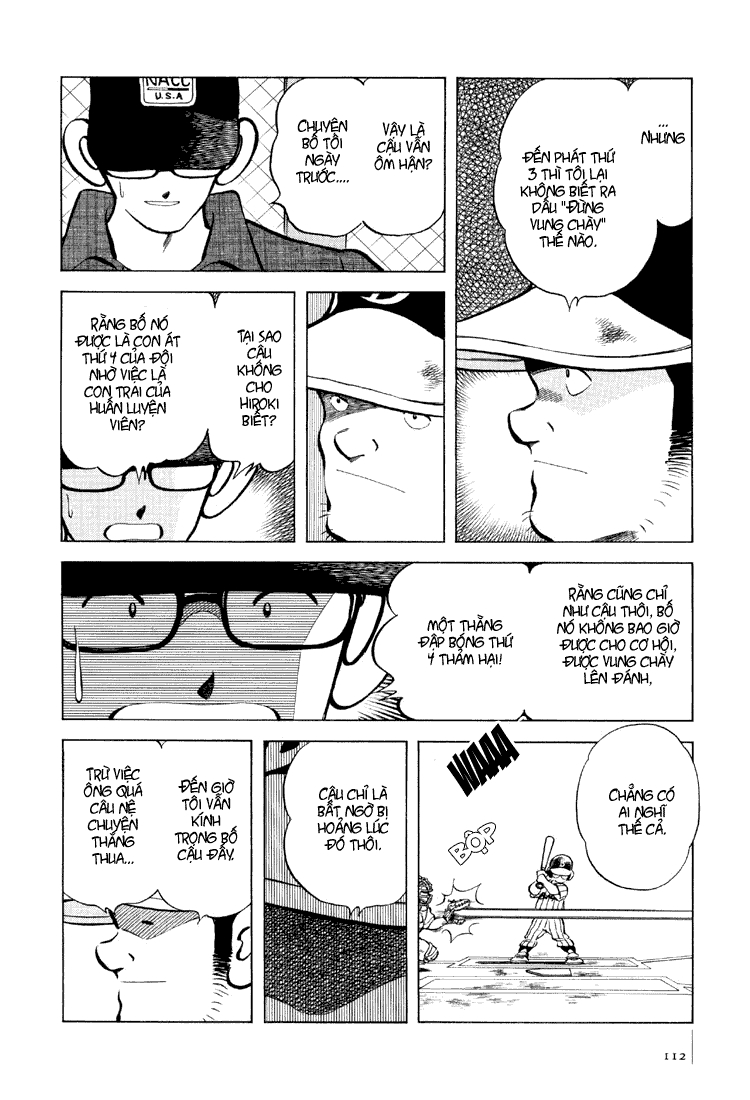 ...
NHƯNG
ĐẾN PHÁT THỨ
3 THÌ TÔI LẠI
KHÔNG BIẾT RA
DẤU "ĐỪNG
VUNG CHÀY"
THẾ NÀO.
VẬY LÀ
CẬU VẪN
ÔM HẬN?
CHUYỆN
BỐ TÔI
NGÀY
TRƯỚC....
NACC
U.S.A
TẠI SAO
CẬU
KHÔNG
CHO
HIROKI
BIẾT?
RẰNG BỐ NÓ
ĐƯỢC LÀ CON ÁT
THỨ 4 CỦA ĐỘI
NHỜ VIỆC LÀ
CON TRAI CỦA
HUẤN LUYỆN
VIÊN?
RẰNG CŨNG CHỈ
NHƯ CẬU THÔI, BỐ
NÓ KHÔNG BAO GIỜ
ĐƯỢC CHO CƠ HỘI,
ĐƯỢC VUNG CHÀY
LÊN ĐÁNH,
MỘT THẰNG
ĐẬP BÓNG THỨ
4 THẢM HẠI!
CHẲNG CÓ
AI NGHĨ
THẾ CẢ.
WAAA
BỘP
CẬU CHỈ LÀ
BẤT NGỜ BỊ
HOẢNG LÚC
ĐÓ THÔI.
ĐẾN GIỜ
TÔI VẪN
KÍNH
TRỌNG BỐ
CẬU ĐẤY.
TRỪ VIỆC
ÔNG QUÁ
CÂU NỆ
CHUYỆN
THẮNG
THUA...
112